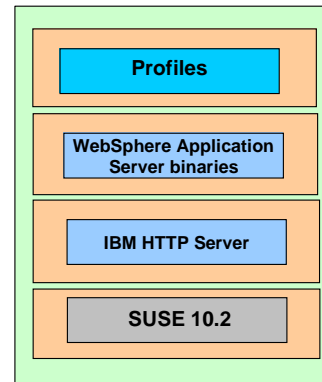 Profiles
WebSphere Application
Server binaries
IBM HTTP Server
SUSE 10.2